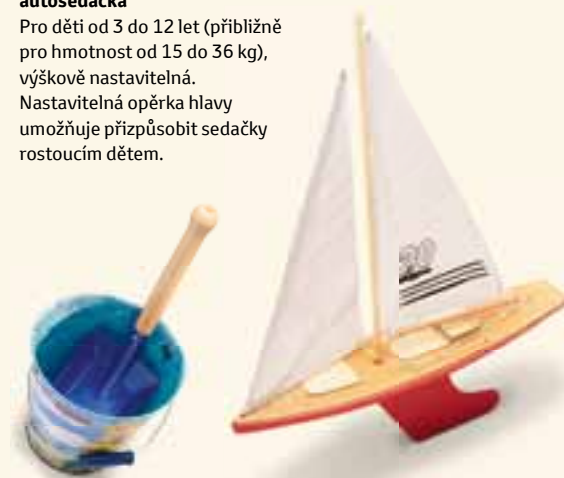 autosedačka
Pro děti od 3 do 12 let (přibližně
pro hmotnost od 15 do 36 kg),
výškově nastavitelná.
Nastavitelná opěrka hlavy
umožňuje přizpůsobit sedačky
rostoucím dětem.